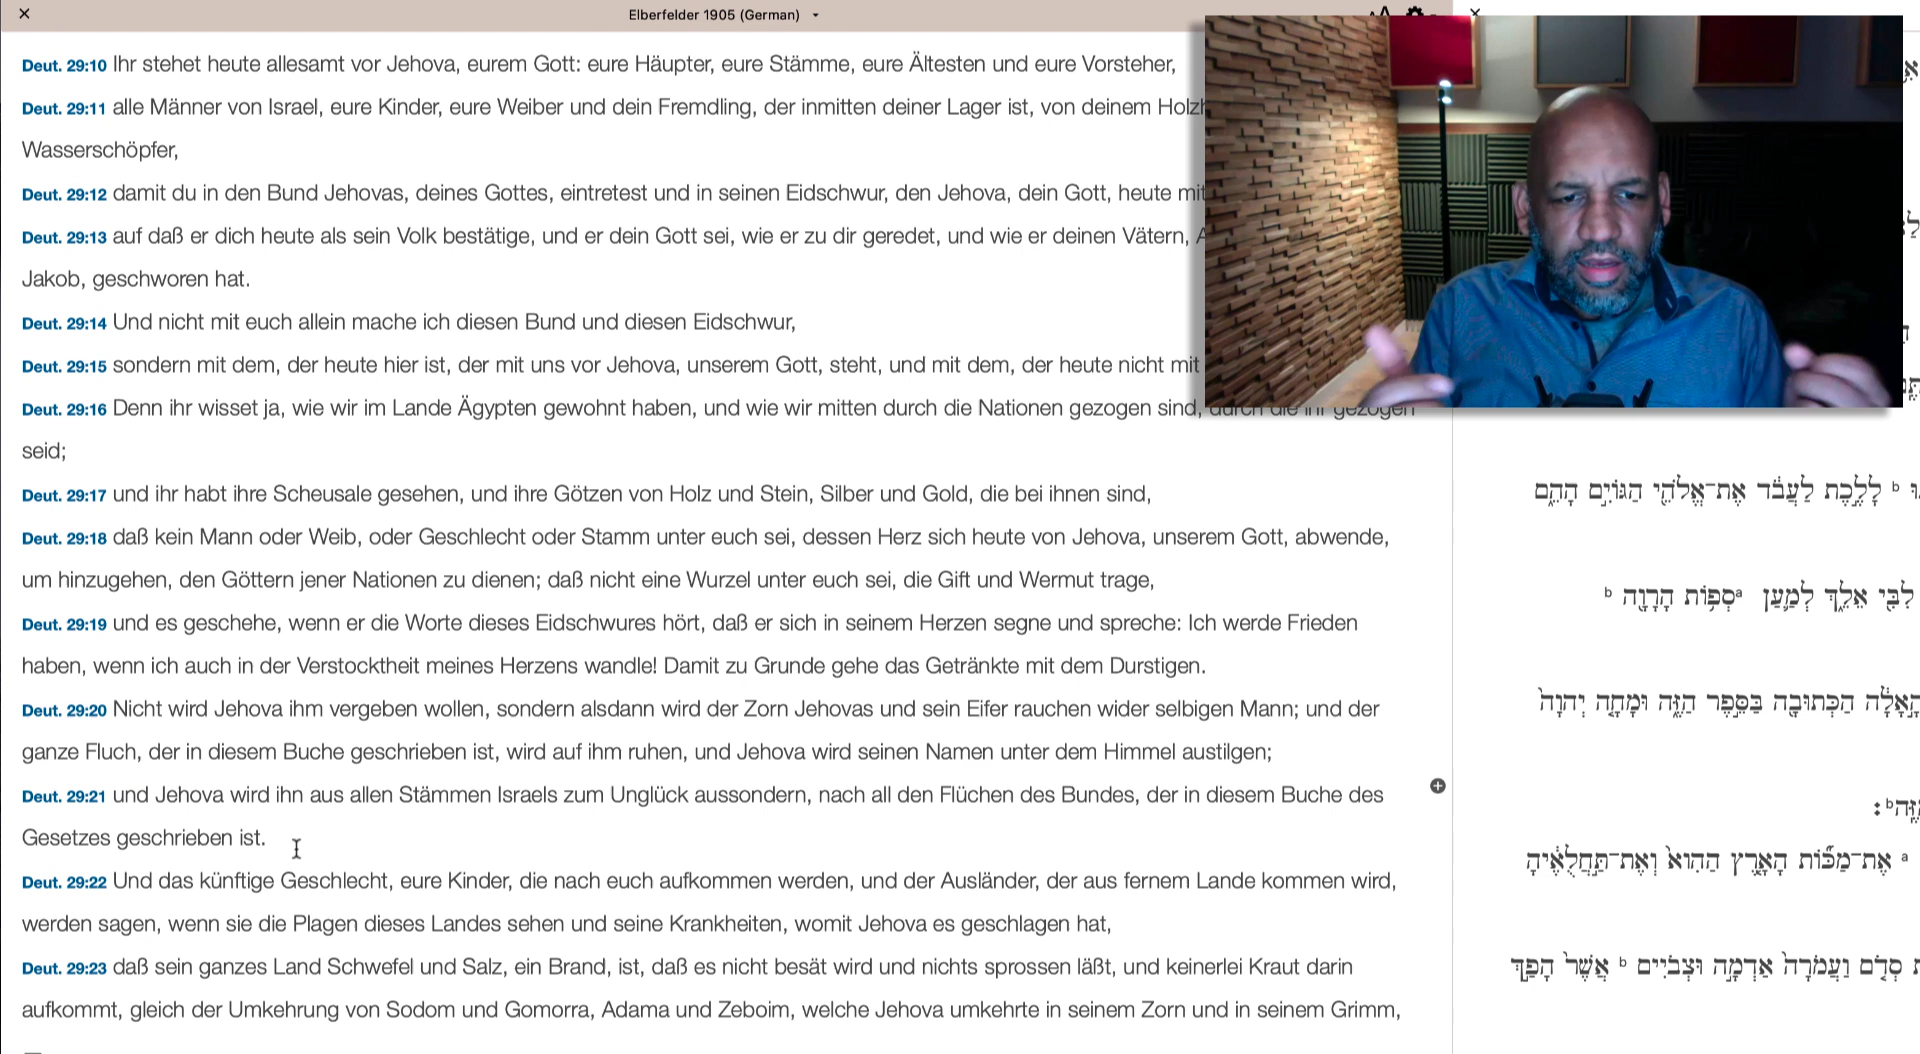 Elberfelder 1905 (German)
Deut. 29:10 Ihr stehet heute allesamt vor Jehova, eurem Gott: eure Häupter, eure Stämme, eure Ältesten und eure Vorsteher,
Deut. 29:11 alle Männer von Israel, eure Kinder, eure Weiber und dein Fremdling, der inmitten deiner Lager ist, von deinem
Wasserschöpfer,
Deut. 29:12 damit du in den Bund Jehovas, deines Gottes, eintretest und in seinen Eidschwur, den Jehova, dein Gott, heute mit
Deut. 29:13 auf daß er dich heute als sein Volk bestätige, und er dein Gott sei, wie er zu dir geredet, und wie er deinen Vätern,
Jakob, geschworen hat.
Deut. 29:14 Und nicht mit euch allein mache ich diesen Bund und diesen Eidschwur,
Deut. 29:15 sondern mit dem, der heute hier ist, der mit uns vor Jehova, unserem Gott, steht, und mit dem, der heute nicht mit
Deut. 29:16 Denn ihr wisset ja, wie wir im Lande Ägypten gewohnt haben, und wie wir mitten durch die Nationen gezogen sind, durch die ihr gezogen
seid;
Deut. 29:17 und ihr habt ihre Scheusale gesehen, und ihre Götzen von Holz und Stein, Silber und Gold, die bei ihnen sind,
Deut. 29:18 daß kein Mann oder Weib, oder Geschlecht oder Stamm unter euch sei, dessen Herz sich heute von Jehova, unserem Gott, abwende,
um hinzugehen, den Göttern jener Nationen zu dienen; daß nicht eine Wurzel unter euch sei, die Gift und Wermut trage,
Deut. 29:19 und es geschehe, wenn er die Worte dieses Eidschwures hört, daß er sich in seinem Herzen segne und spreche: Ich werde Frieden
haben, wenn ich auch in der Verstocktheit meines Herzens wandle! Damit zu Grunde gehe das Getränkte mit dem Durstigen.
Deut. 29:20 Nicht wird Jehova ihm vergeben wollen, sondern alsdann wird der Zorn Jehovas und sein Eifer rauchen wider selbigen Mann; und der
ganze Fluch, der in diesem Buche geschrieben ist, wird auf ihm ruhen, und Jehova wird seinen Namen unter dem Himmel austilgen;
Deut. 29:21 und Jehova wird ihn aus allen Stämmen Israels zum Unglück aussondern, nach all den Flüchen des Bundes, der in diesem Buche des
Gesetzes geschrieben ist.
Deut. 29:22 Und das künftige Geschlecht, eure Kinder, die nach euch aufkommen werden, und der Ausländer, der aus fernem Lande kommen wird,
werden sagen, wenn sie die Plagen dieses Landes sehen und seine Krankheiten, womit Jehova es geschlagen hat,
Deut. 29:23 daß sein ganzes Land Schwefel und Salz, ein Brand, ist, daß es nicht besät wird und nichts sprossen läßt, und keinerlei Kraut darin
aufkommt, gleich der Umkehrung von Sodom und Gomorra, Adama und Zeboim, welche Jehova umkehrte in seinem Zorn und in seinem Grimm,
b לָלֶ֣כֶת לַעֲבֹ֔ד אֶת־אֱלֹהֵ֖י הַגּוֹיִ֣ם הָהֵ֑ם
לִבִּ֖י אֵלֵ֑ךְ לְמַ֛עַן a סְפ֥וֹת הָרָוָ֖ה b
הָאָלָ֔ה הַכְּתוּבָ֖ה בַּסֵּ֣פֶר הַזֶּ֑ה וּמָחָ֤ה יְהוָה֙
a אֶת־מַכּ֞וֹת הָאָ֤רֶץ הַהִוא֙ וְאֶת־תַּ֣חֲלֻאֶ֔יהָ
סְדֹ֤ם וַעֲמֹרָה֙ אַדְמָ֣ה וּצְבֹיִ֔ים b אֲשֶׁר֙ הָפַ֣ךְ